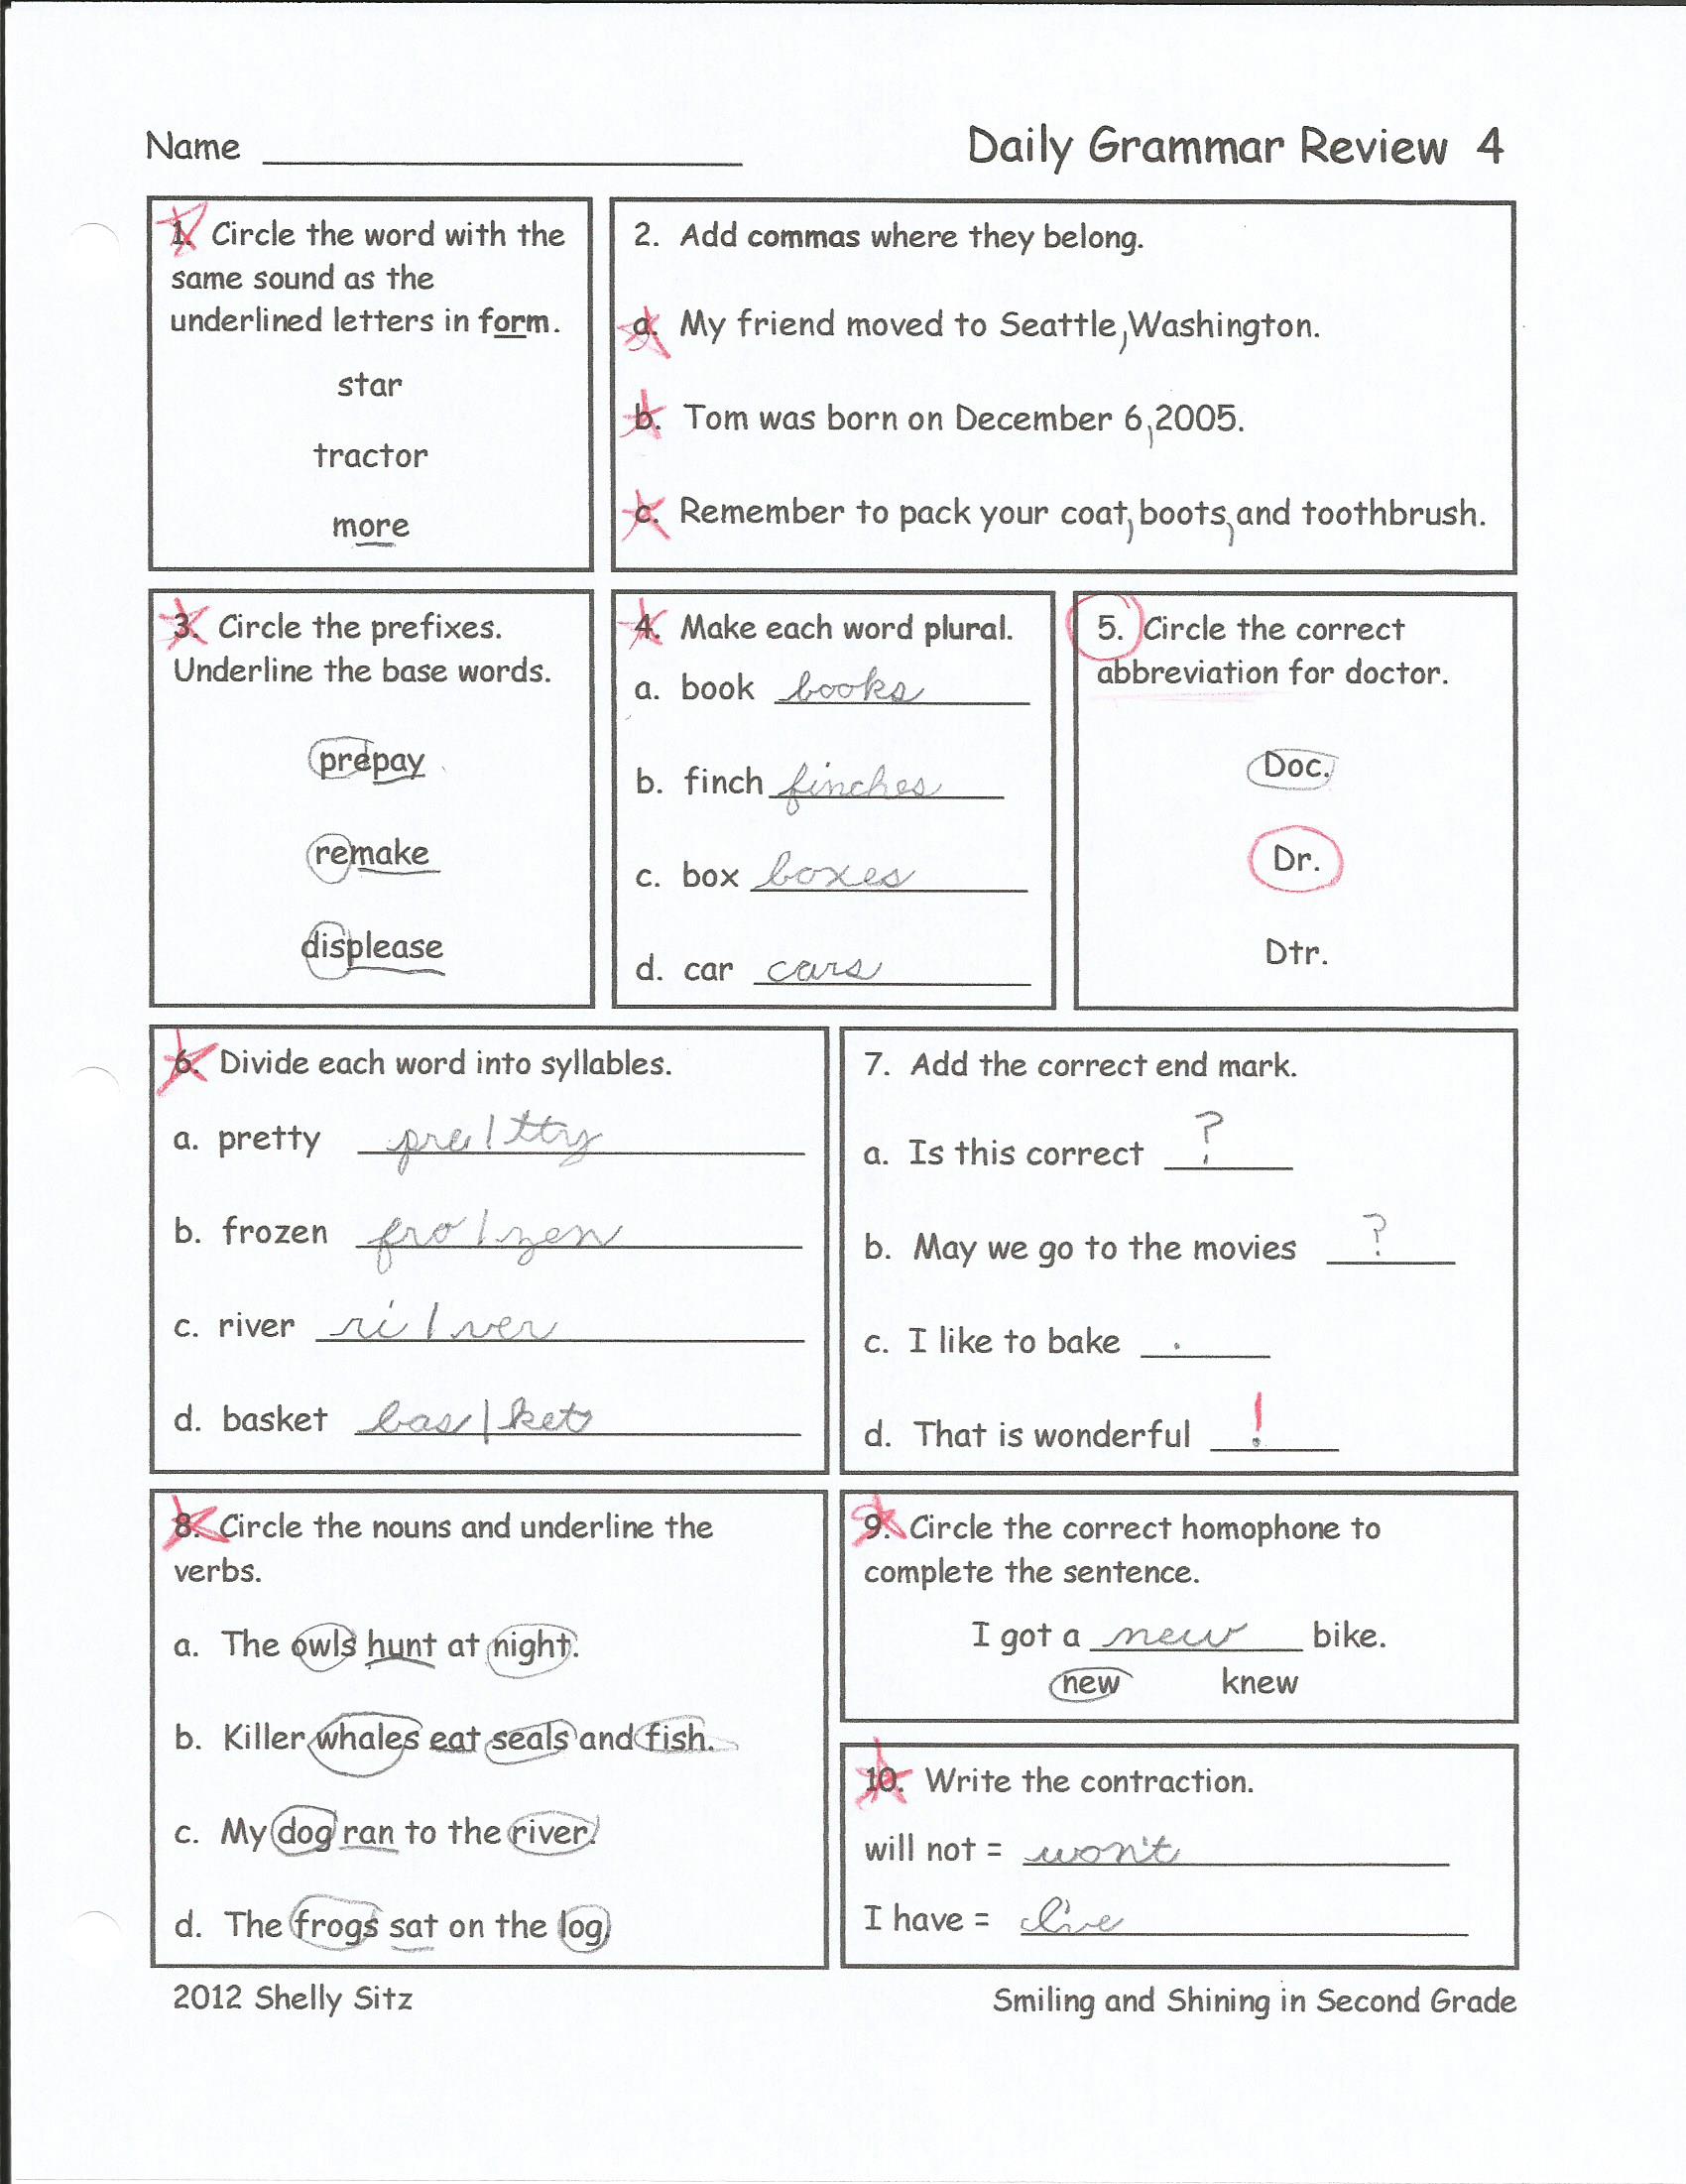 Name
Daily Grammar Review 4
1. Circle the word with the
same sound as the
underlined letters in form.
star
tractor
more
2. Add commas where they belong.
a. My friend moved to Seattle, Washington.
b. Tom was born on December 6, 2005.
c. Remember to pack your coat, boots, and toothbrush.
3. Circle the prefixes.
Underline the base words.
prepay
remake
displease
4. Make each word plural.
a. book books
b. finch finches
c. box boxes
d. car cars
5. Circle the correct
abbreviation for doctor.
Doc.
Dr.
Dtr.
6. Divide each word into syllables.
a. pretty pre/tty
b. frozen fro/zen
c. river ri/ver
d. basket bas/ket
7. Add the correct end mark.
a. Is this correct ?
b. May we go to the movies ?
c. I like to bake .
d. That is wonderful !
8. Circle the nouns and underline the
verbs.
a. The owls hunt at night.
b. Killer whales eat seals and fish.
c. My dog ran to the river.
d. The frogs sat on the log.
9. Circle the correct homophone to
complete the sentence.
I got a new bike.
new knew
10. Write the contraction.
will not = won't
I have = I've
2012 Shelly Sitz
Smiling and Shining in Second Grade